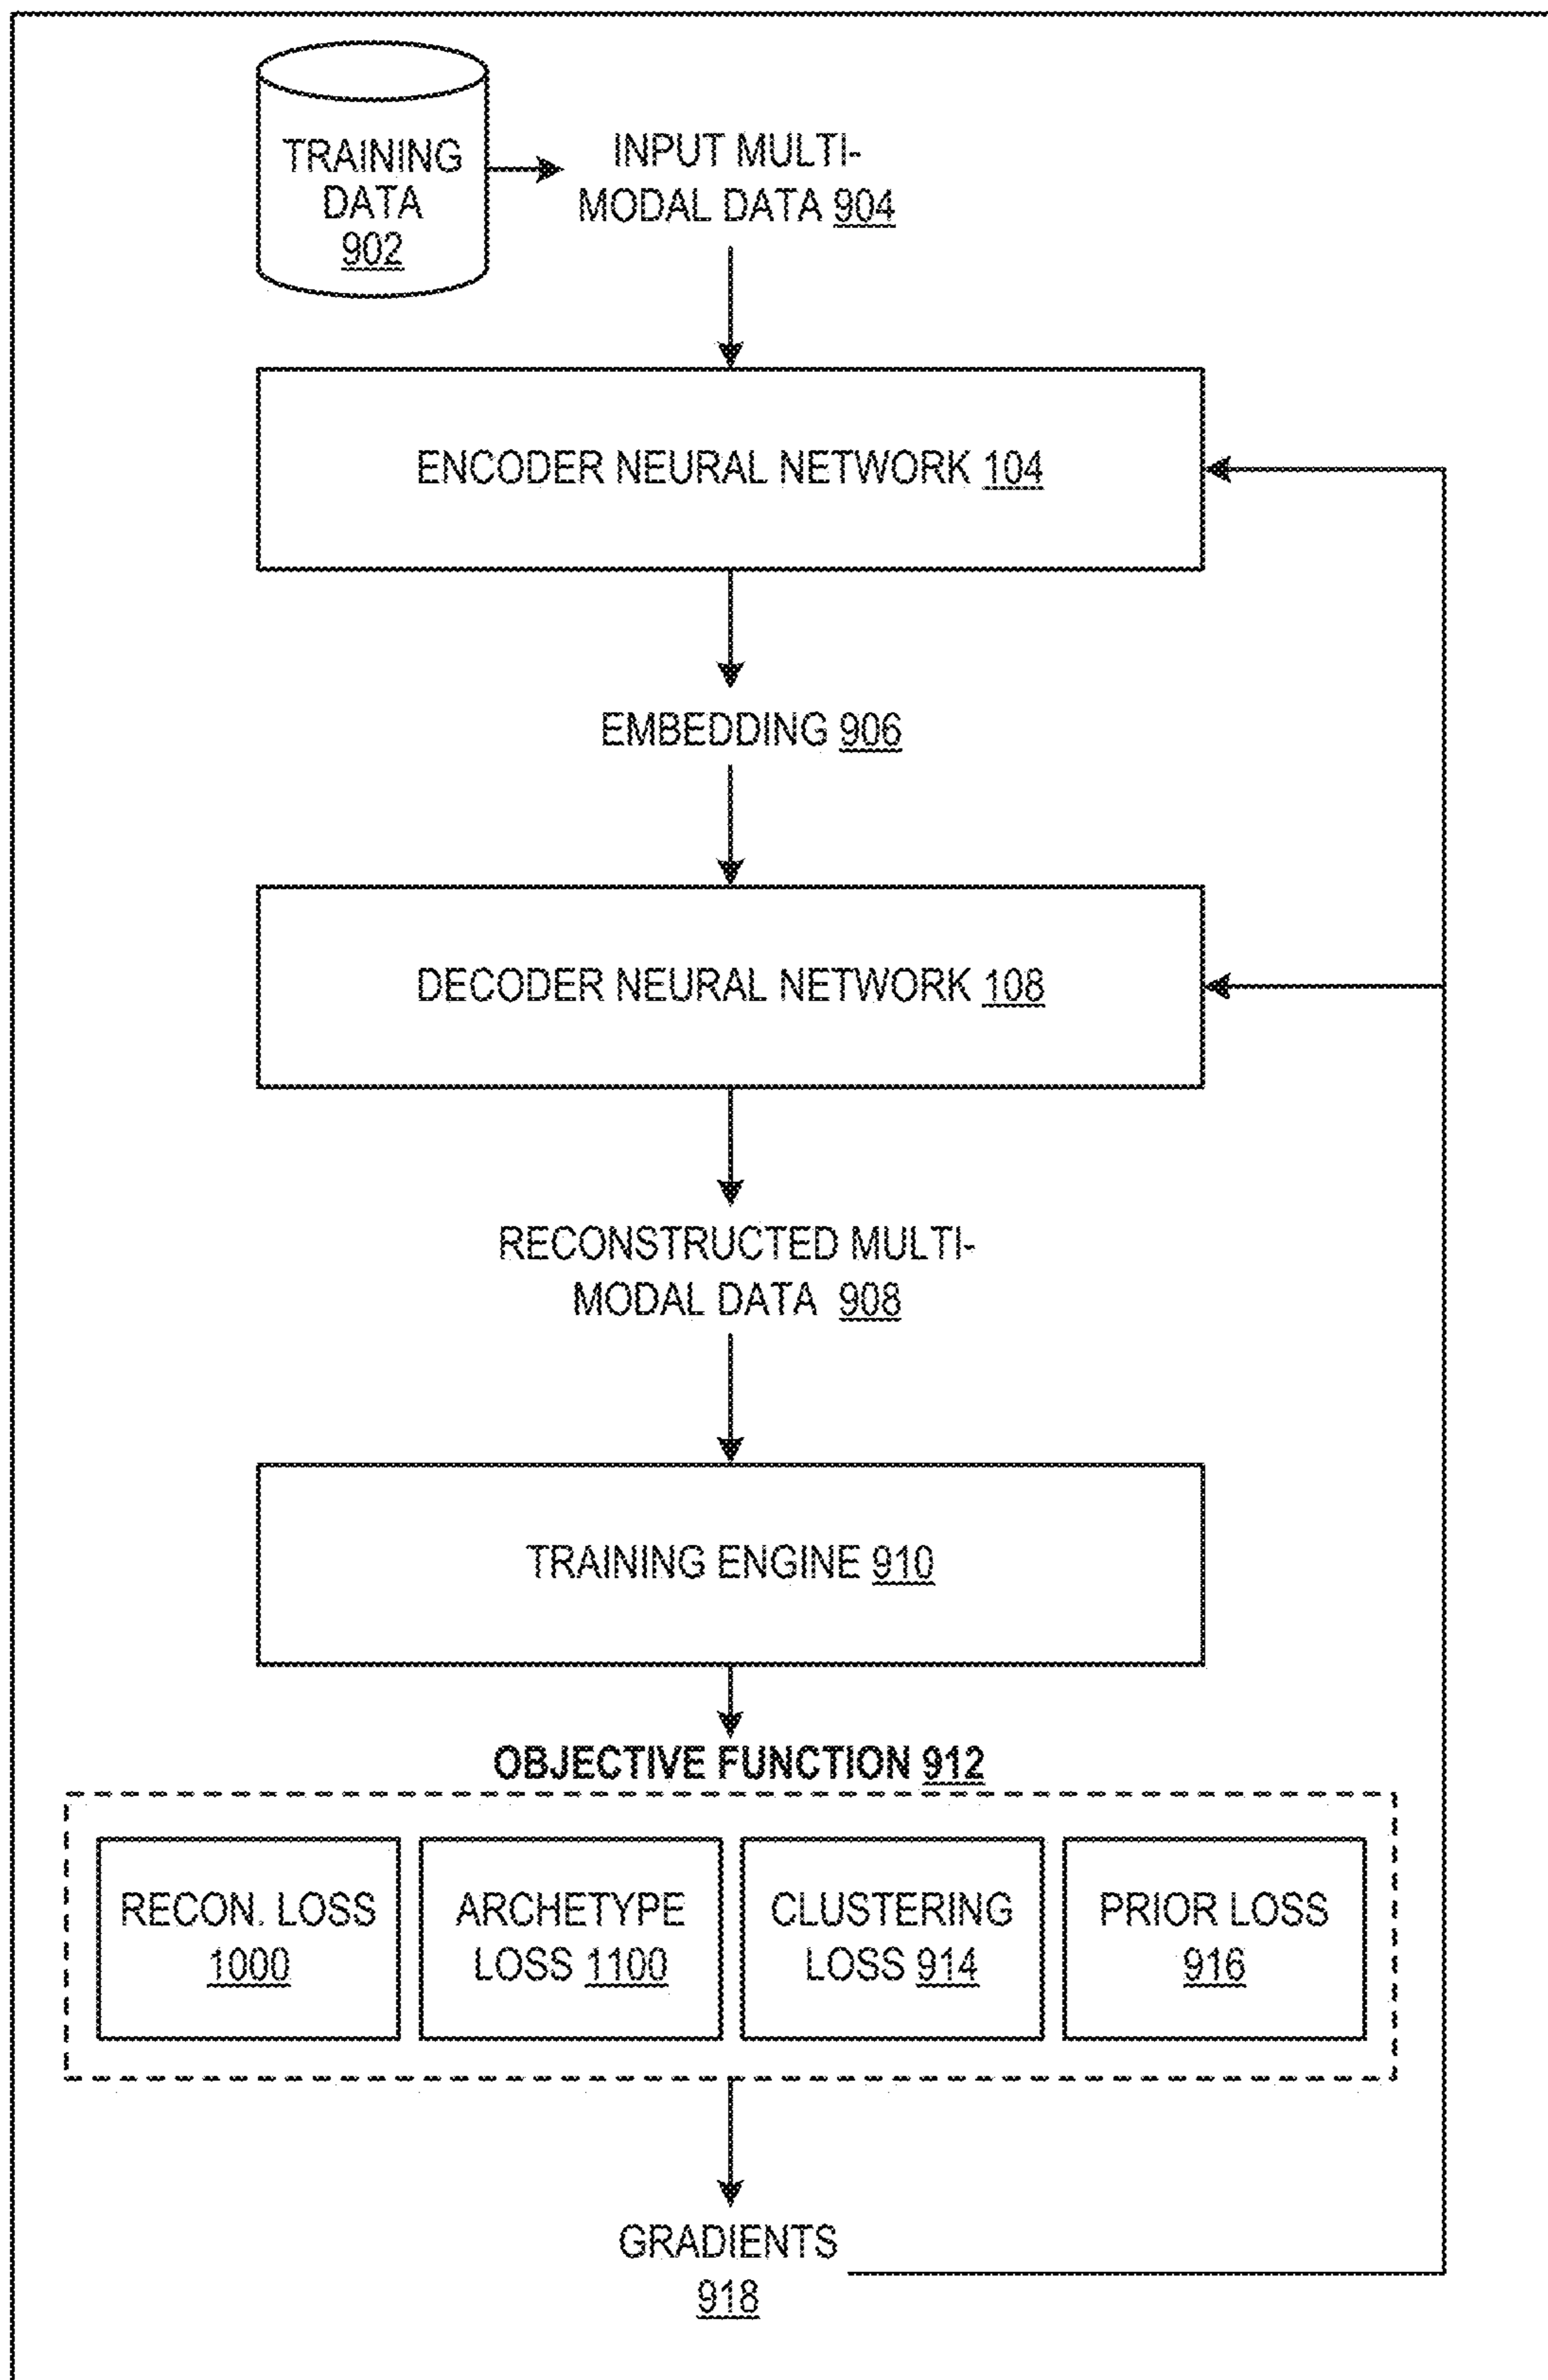 TRAINING
DATA
902
INPUT MULTI-
MODAL DATA 904
ENCODER NEURAL NETWORK 104
EMBEDDING 906
DECODER NEURAL NETWORK 108
RECONSTRUCTED MULTI-
MODAL DATA 908
TRAINING ENGINE 910
OBJECTIVE FUNCTION 912
RECON. LOSS
1000
ARCHETYPE
LOSS 1100
CLUSTERING
LOSS 914
PRIOR LOSS
916
GRADIENTS
918